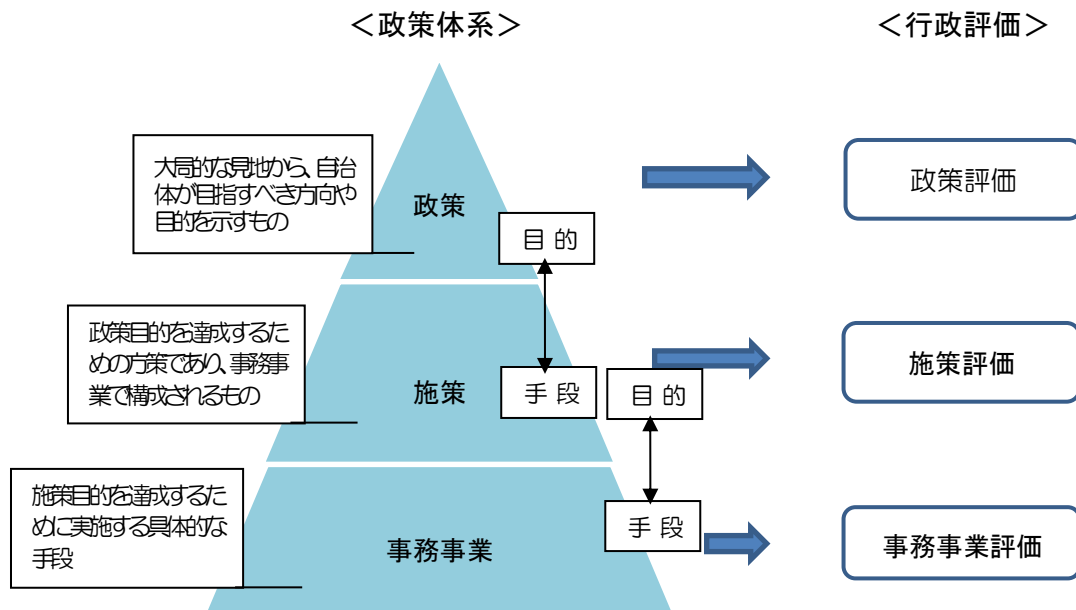 ＜政策体系＞
＜行政評価＞
大局的な見地から、自治
体が目指すべき方向や
目的を示すもの
政策
目 的
政策評価
政策目的を達成するた
めの方策であり、事務事
業で構成されるもの
施策
手 段
目 的
施策評価
施策目的を達成するた
めに実施する具体的な
手段
事務事業
手 段
事務事業評価